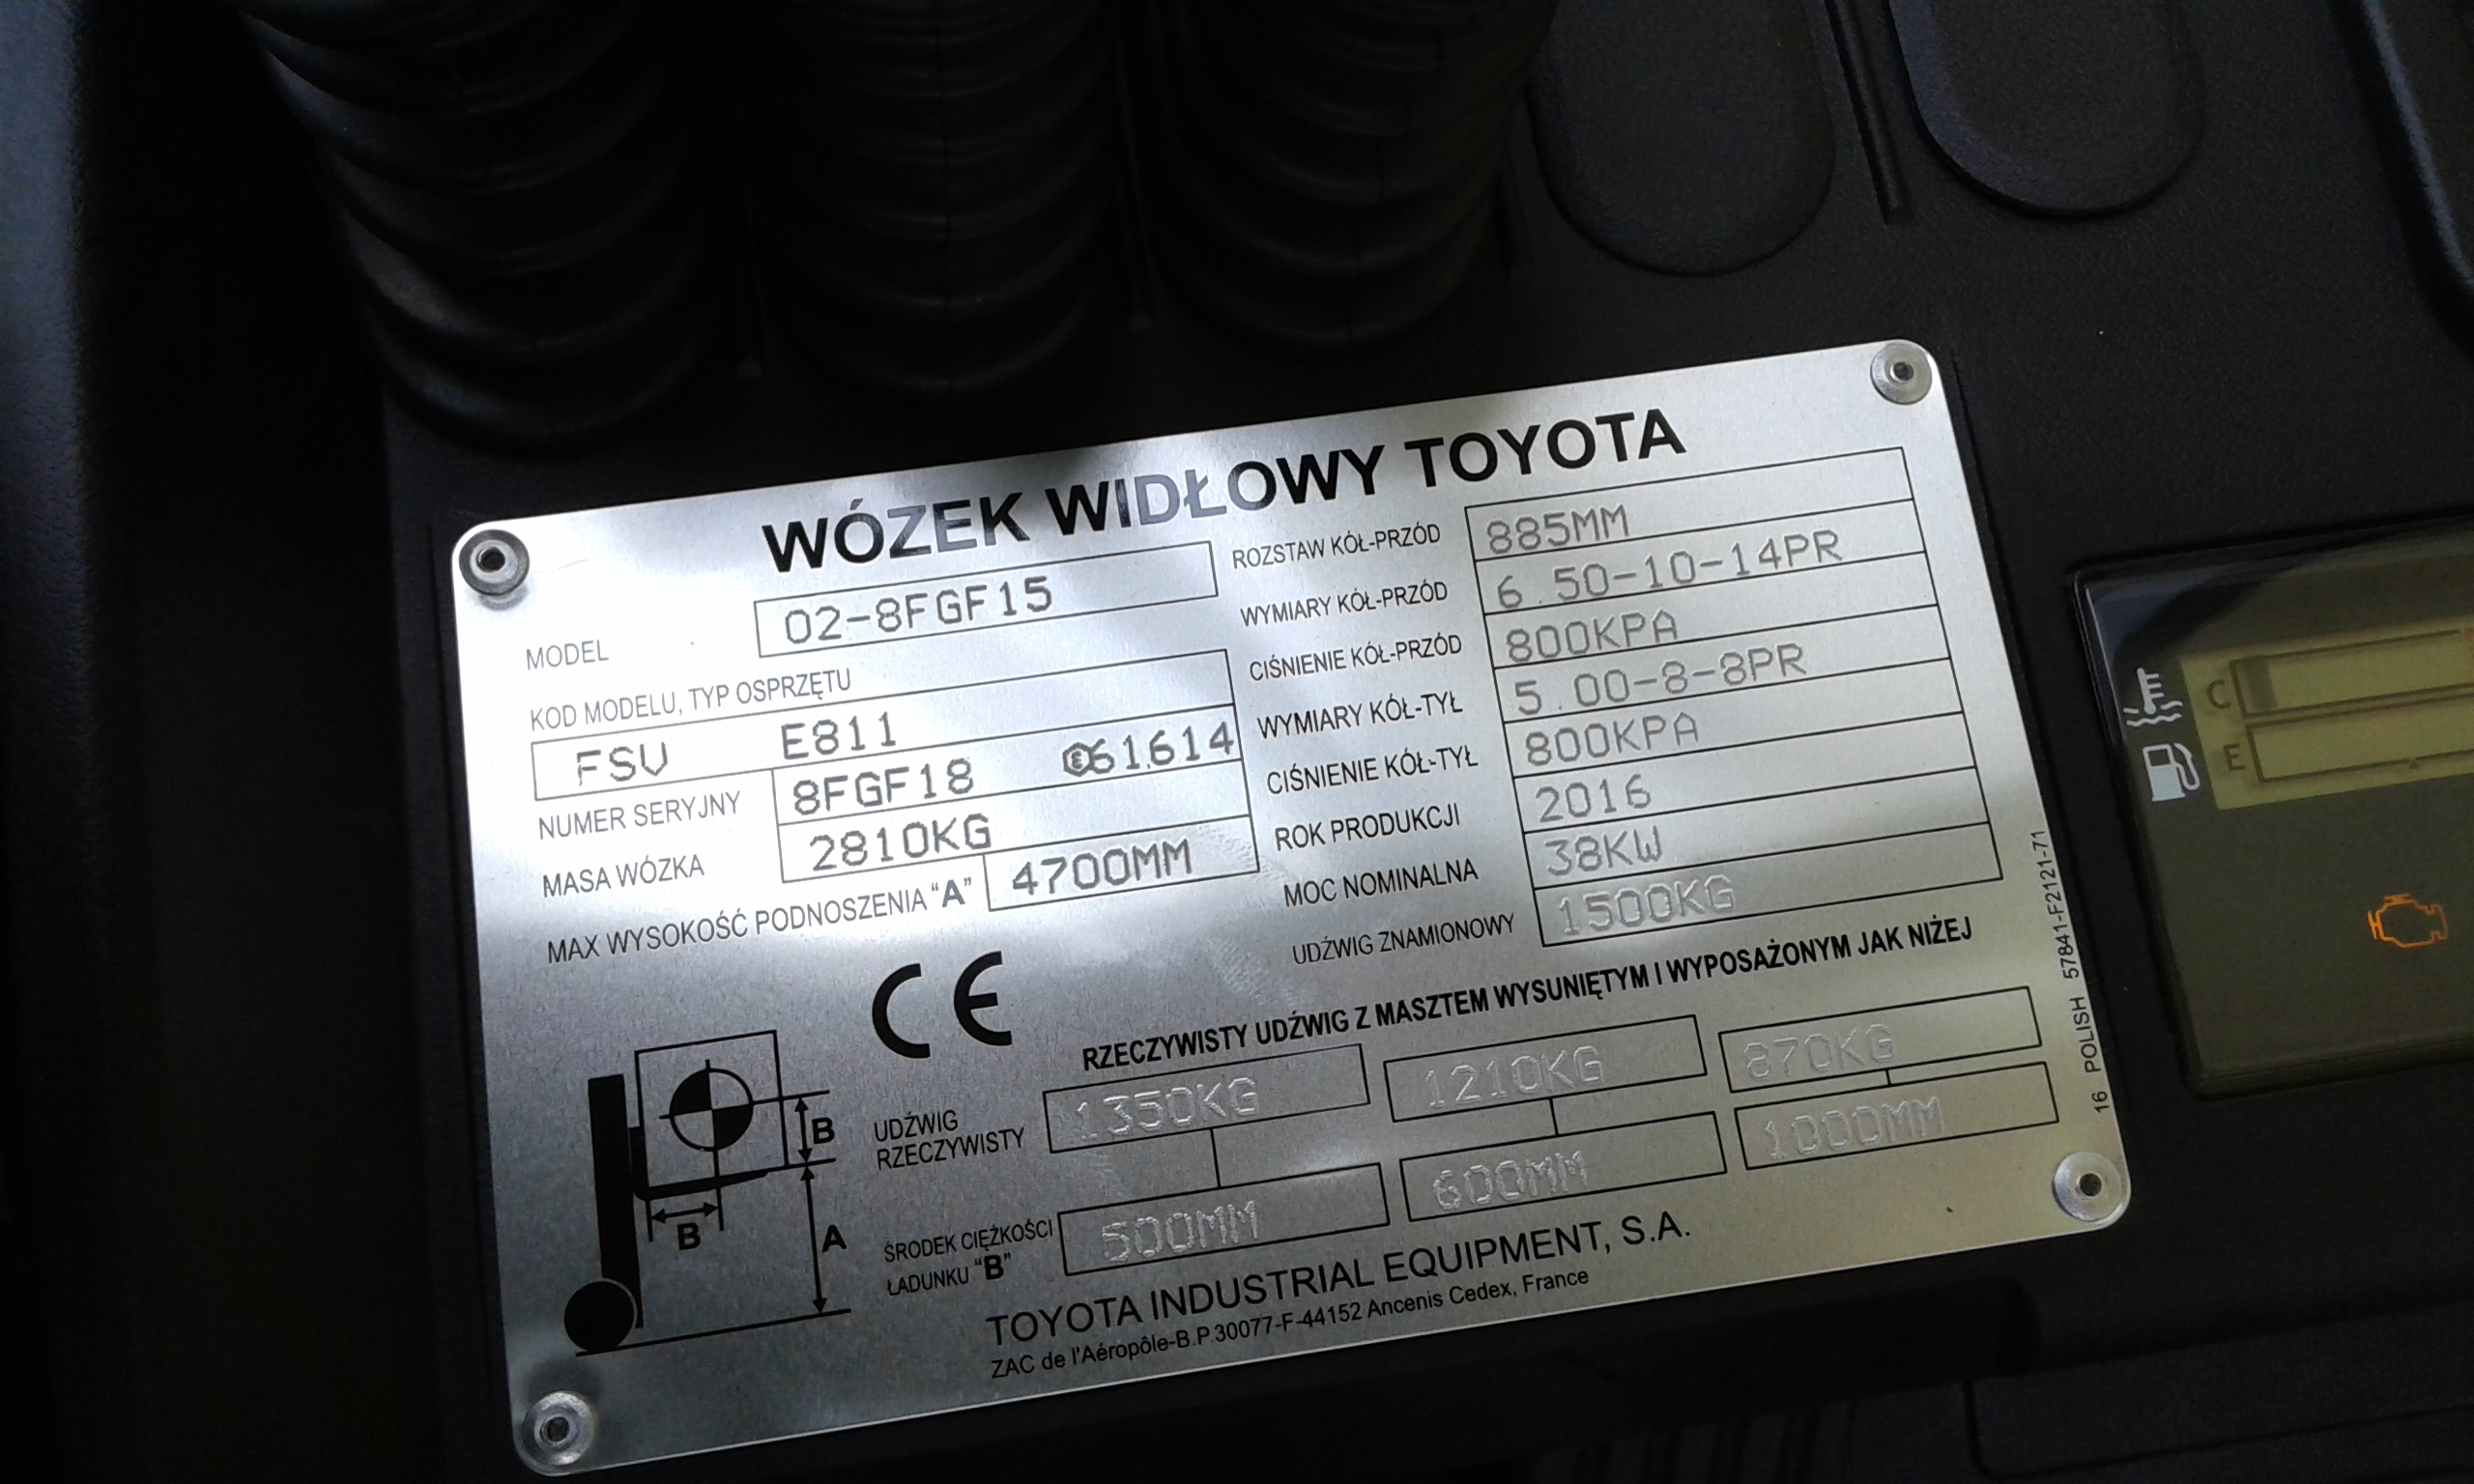 WÓZEK WIDŁOWY TOYOTA
MODEL 02-8FGF15
KOD MODELU, TYP OSPRZĘTU
FSV E811
NUMER SERYJNY 8FGF18 E61614
MASA WÓZKA 2810KG
MAX WYSOKOŚĆ PODNOSZENIA "A" 4700MM
ROZSTAW KÓŁ-PRZÓD 885MM
WYMIARY KÓŁ-PRZÓD 6.50-10-14PR
CIŚNIENIE KÓŁ-PRZÓD 800KPA
WYMIARY KÓŁ-TYŁ 5.00-8-8PR
CIŚNIENIE KÓŁ-TYŁ 800KPA
ROK PRODUKCJI 2016
MOC NOMINALNA 38KW
UDŹWIG ZNAMIONOWY 1500KG
CE
RZECZYWISTY UDŹWIG Z MASZTEM WYSUNIĘTYM I WYPOSAŻONYM JAK NIŻEJ
UDŹWIG
RZECZYWISTY
1350KG 1210KG 870KG
ŚRODEK CIĘŻKOŚCI
ŁADUNKU "B"
500MM 600MM 1000MM
B
B
A
TOYOTA INDUSTRIAL EQUIPMENT, S.A.
ZAC de l'Aéropôle-B.P.30077-F-44152 Ancenis Cedex, France
16 POLISH 57841-F2121-71
C
E